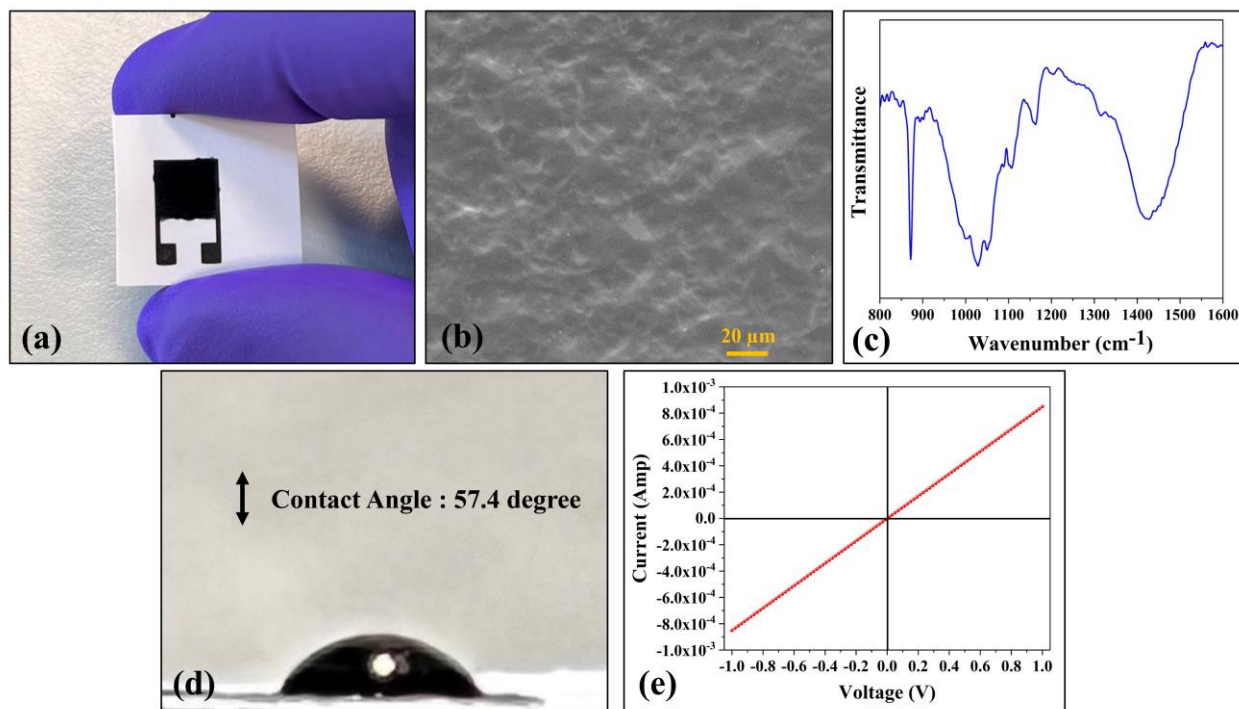 (a)
20 µm
(b)
Transmittance
800 900 1000 1100 1200 1300 1400 1500 1600
Wavenumber (cm-1)
(c)
Contact Angle : 57.4 degree
(d)
1.0x10-3
8.0x10-4
6.0x10-4
4.0x10-4
2.0x10-4
0.0
-2.0x10-4
-4.0x10-4
-6.0x10-4
-8.0x10-4
-1.0x10-3
Current (Amp)
-1.0 -0.8 -0.6 -0.4 -0.2 0.0 0.2 0.4 0.6 0.8 1.0
Voltage (V)
(e)